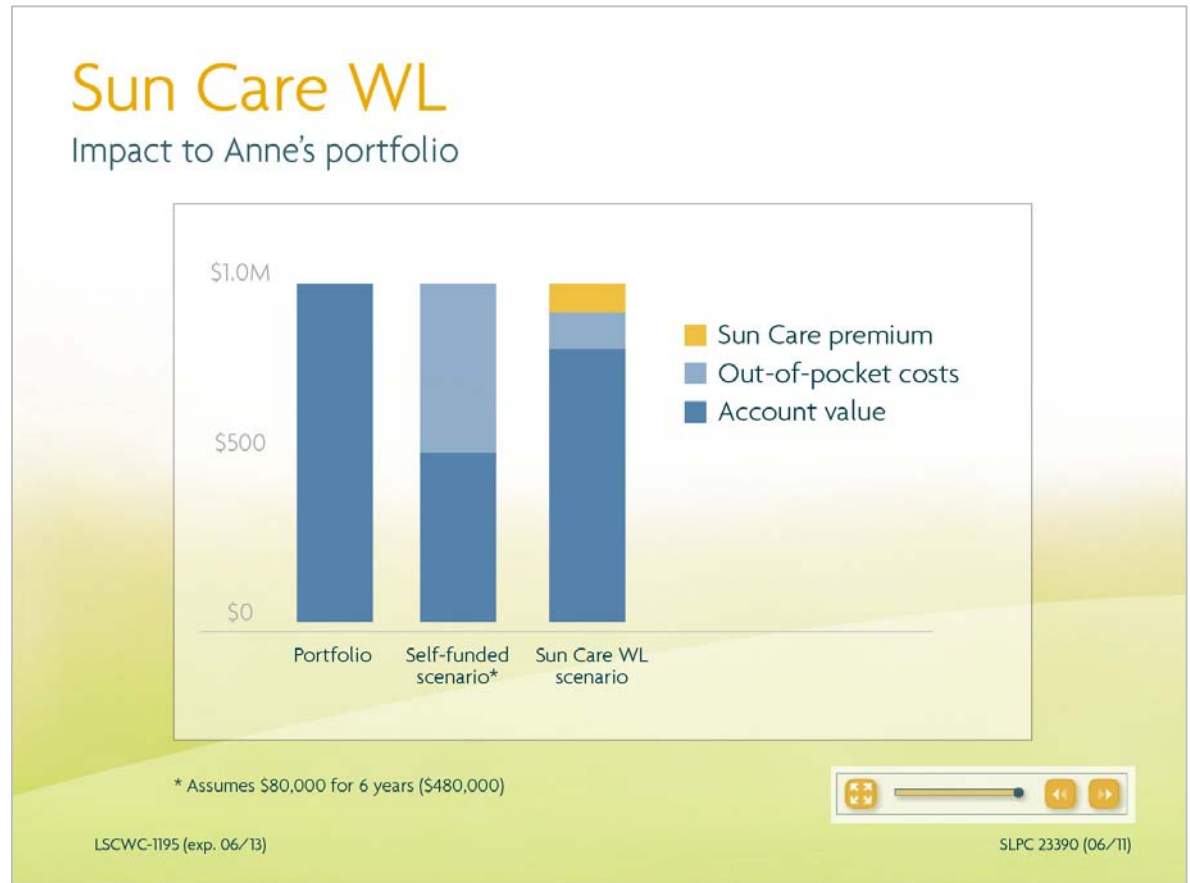 Sun Care WL
Impact to Anne's portfolio
$1.0M
$500
$0
Sun Care premium
Out-of-pocket costs
Account value
Portfolio
Self-funded
scenario*
Sun Care WL
scenario
* Assumes $80,000 for 6 years ($480,000)
LSCWC-1195 (exp. 06/13)
SLPC 23390 (06/11)